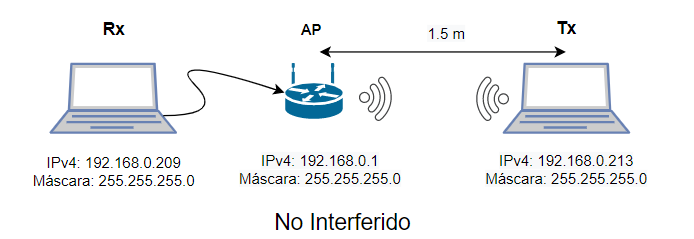 Rx
AP
Tx
1.5 m
IPv4: 192.168.0.209
Máscara: 255.255.255.0
IPv4: 192.168.0.1
Máscara: 255.255.255.0
IPv4: 192.168.0.213
Máscara: 255.255.255.0
No Interferido